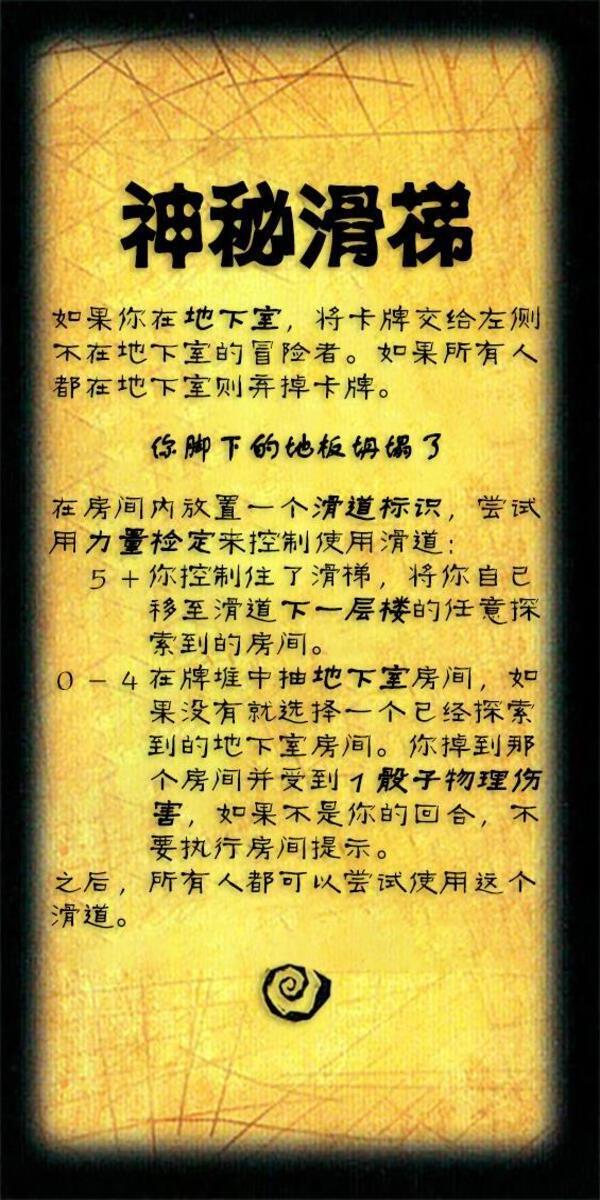 神秘滑梯
如果你在地下室，将卡牌交给左侧
不在地下室的冒险者。如果所有人
都在地下室则弃掉卡牌。
你脚下的地板坍塌了
在房间内放置一个滑道标识，尝试
用力量检定来控制使用滑道：
5+你控制住了滑梯，将你自己
移至滑道下一层楼的任意探
索到的房间。
0-4在牌堆中抽地下室房间，如
果没有就选择一个已经探索
到的地下室房间。你掉到那
个房间并受到1骰子物理伤
害，如果不是你的回合，不
要执行房间提示。
之后，所有人都可以尝试使用这个
滑道。